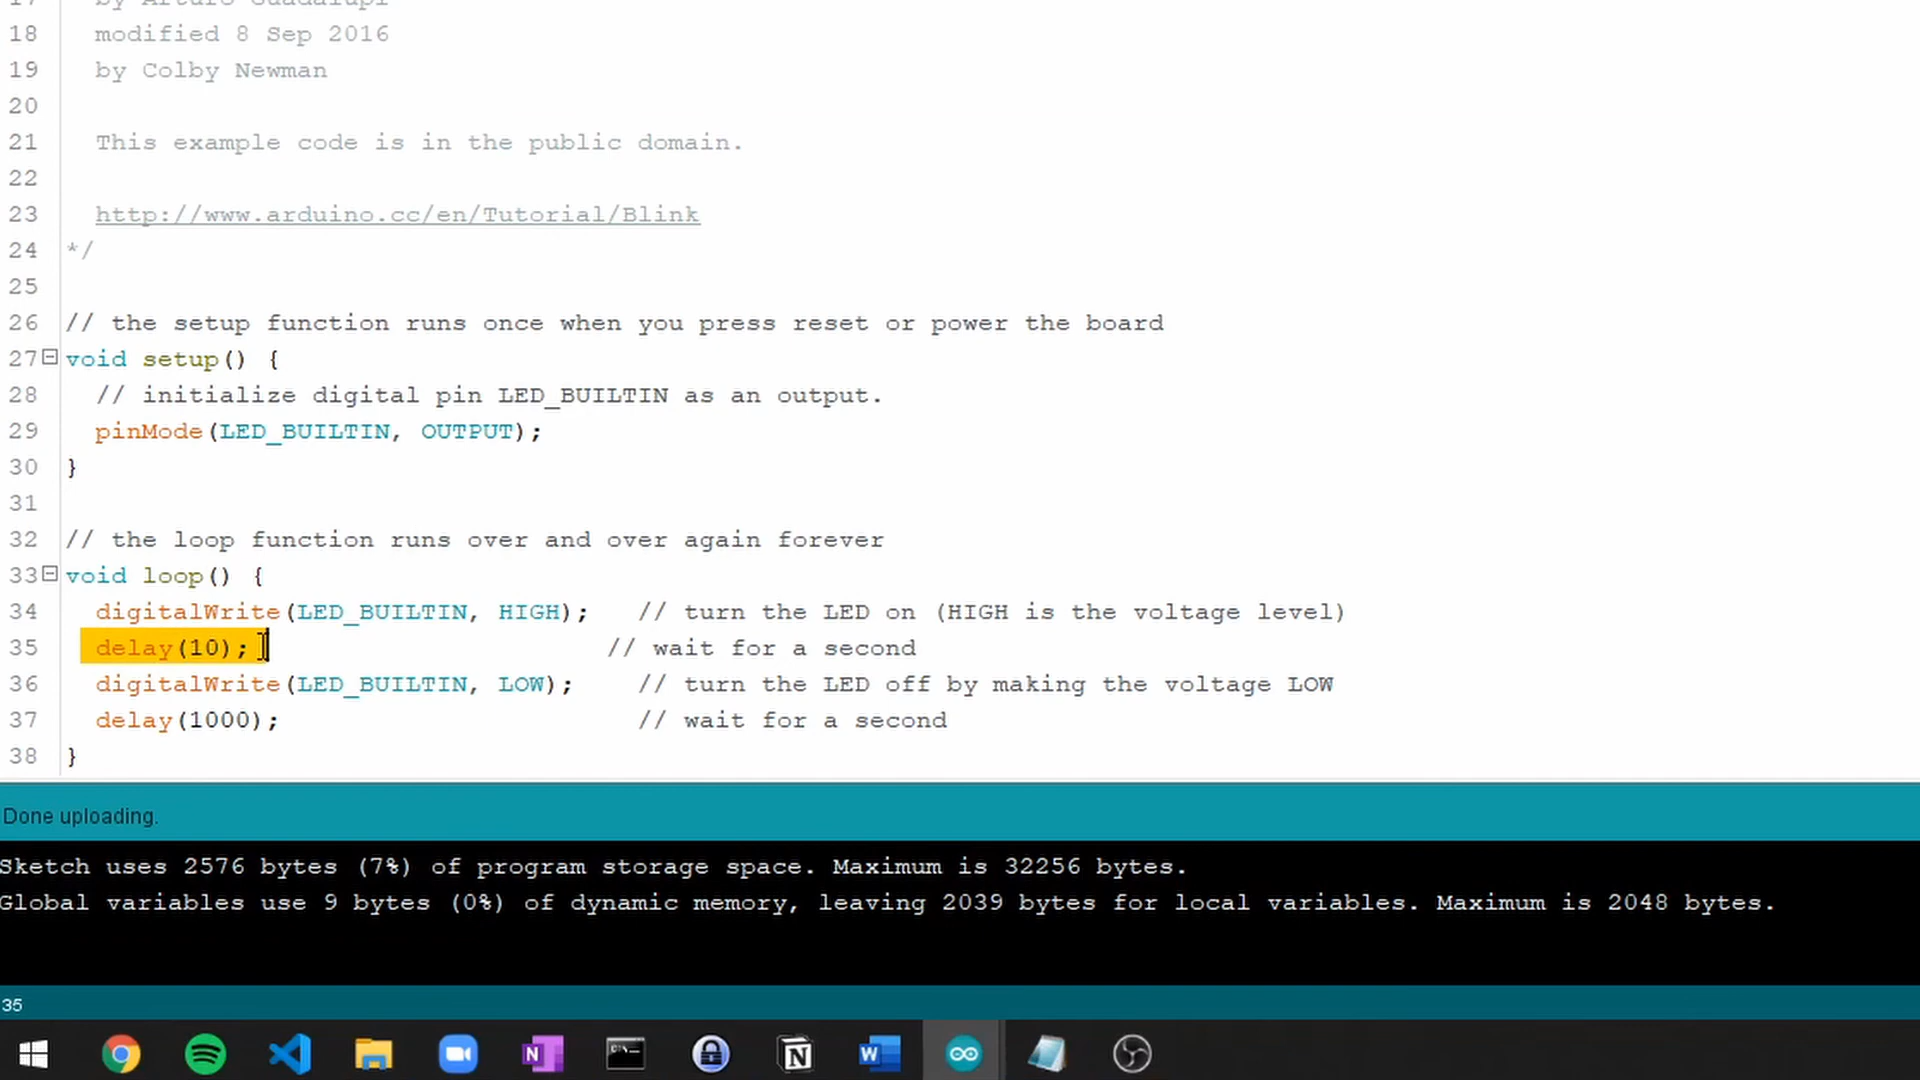 17 by Arturo Guadalupi
18 modified 8 Sep 2016
19 by Colby Newman
20
21 This example code is in the public domain.
22
23 http://www.arduino.cc/en/Tutorial/Blink
24 */
25
26 // the setup function runs once when you press reset or power the board
27 void setup() {
28 // initialize digital pin LED_BUILTIN as an output.
29 pinMode(LED_BUILTIN, OUTPUT);
30 }
31
32 // the loop function runs over and over again forever
33 void loop() {
34 digitalWrite(LED_BUILTIN, HIGH); // turn the LED on (HIGH is the voltage level)
35 delay(10); // wait for a second
36 digitalWrite(LED_BUILTIN, LOW); // turn the LED off by making the voltage LOW
37 delay(1000); // wait for a second
38 }
Done uploading.
Sketch uses 2576 bytes (7%) of program storage space. Maximum is 32256 bytes.
Global variables use 9 bytes (0%) of dynamic memory, leaving 2039 bytes for local variables. Maximum is 2048 bytes.
35